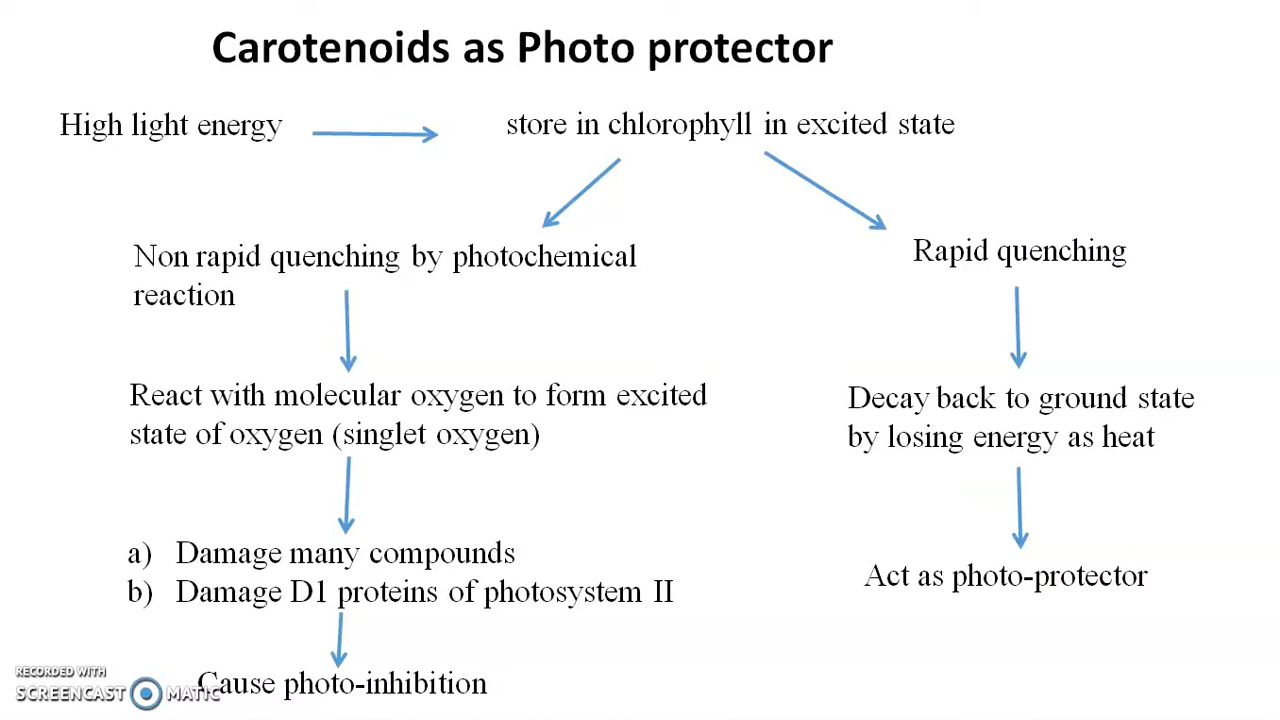 Carotenoids as Photo protector
High light energy
store in chlorophyll in excited state
Non rapid quenching by photochemical
reaction
Rapid quenching
React with molecular oxygen to form excited
state of oxygen (singlet oxygen)
Decay back to ground state
by losing energy as heat
a) Damage many compounds
b) Damage D1 proteins of photosystem II
Act as photo-protector
Cause photo-inhibition
RECORDED WITH
SCREENCAST MATIC